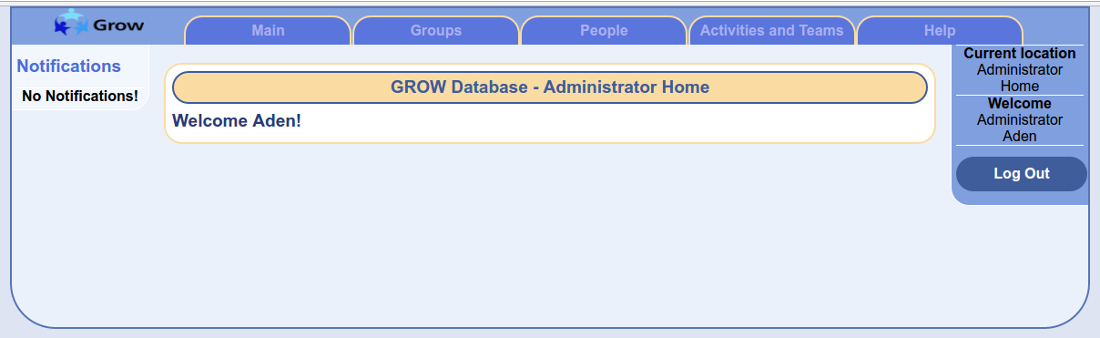 Grow
Main
Groups
People
Activities and Teams
Help
Notifications
No Notifications!
GROW Database - Administrator Home
Welcome Aden!
Current location
Administrator
Home
Welcome
Administrator
Aden
Log Out